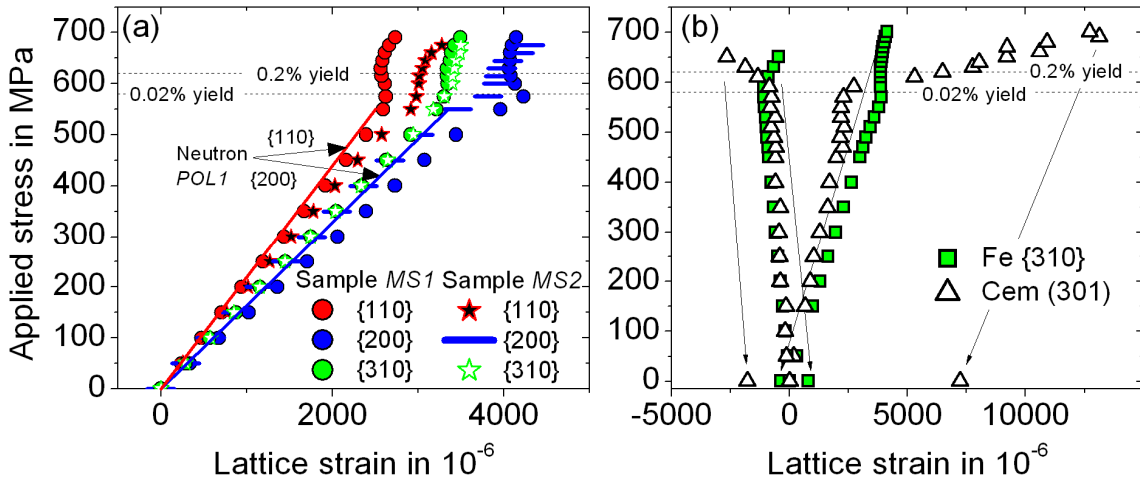 (a)
Applied stress in MPa
700
600
500
400
300
200
100
0
0.2% yield
0.02% yield
{110}
Neutron
POL1 {200}
Sample MS1 Sample MS2
{110} {110}
{200} {200}
{310} {310}
0 2000 4000
Lattice strain in 10⁻⁶
(b)
700
600
500
400
300
200
100
0
0.2% yield
0.02% yield
Fe {310}
Cem (301)
-5000 0 5000 10000
Lattice strain in 10⁻⁶